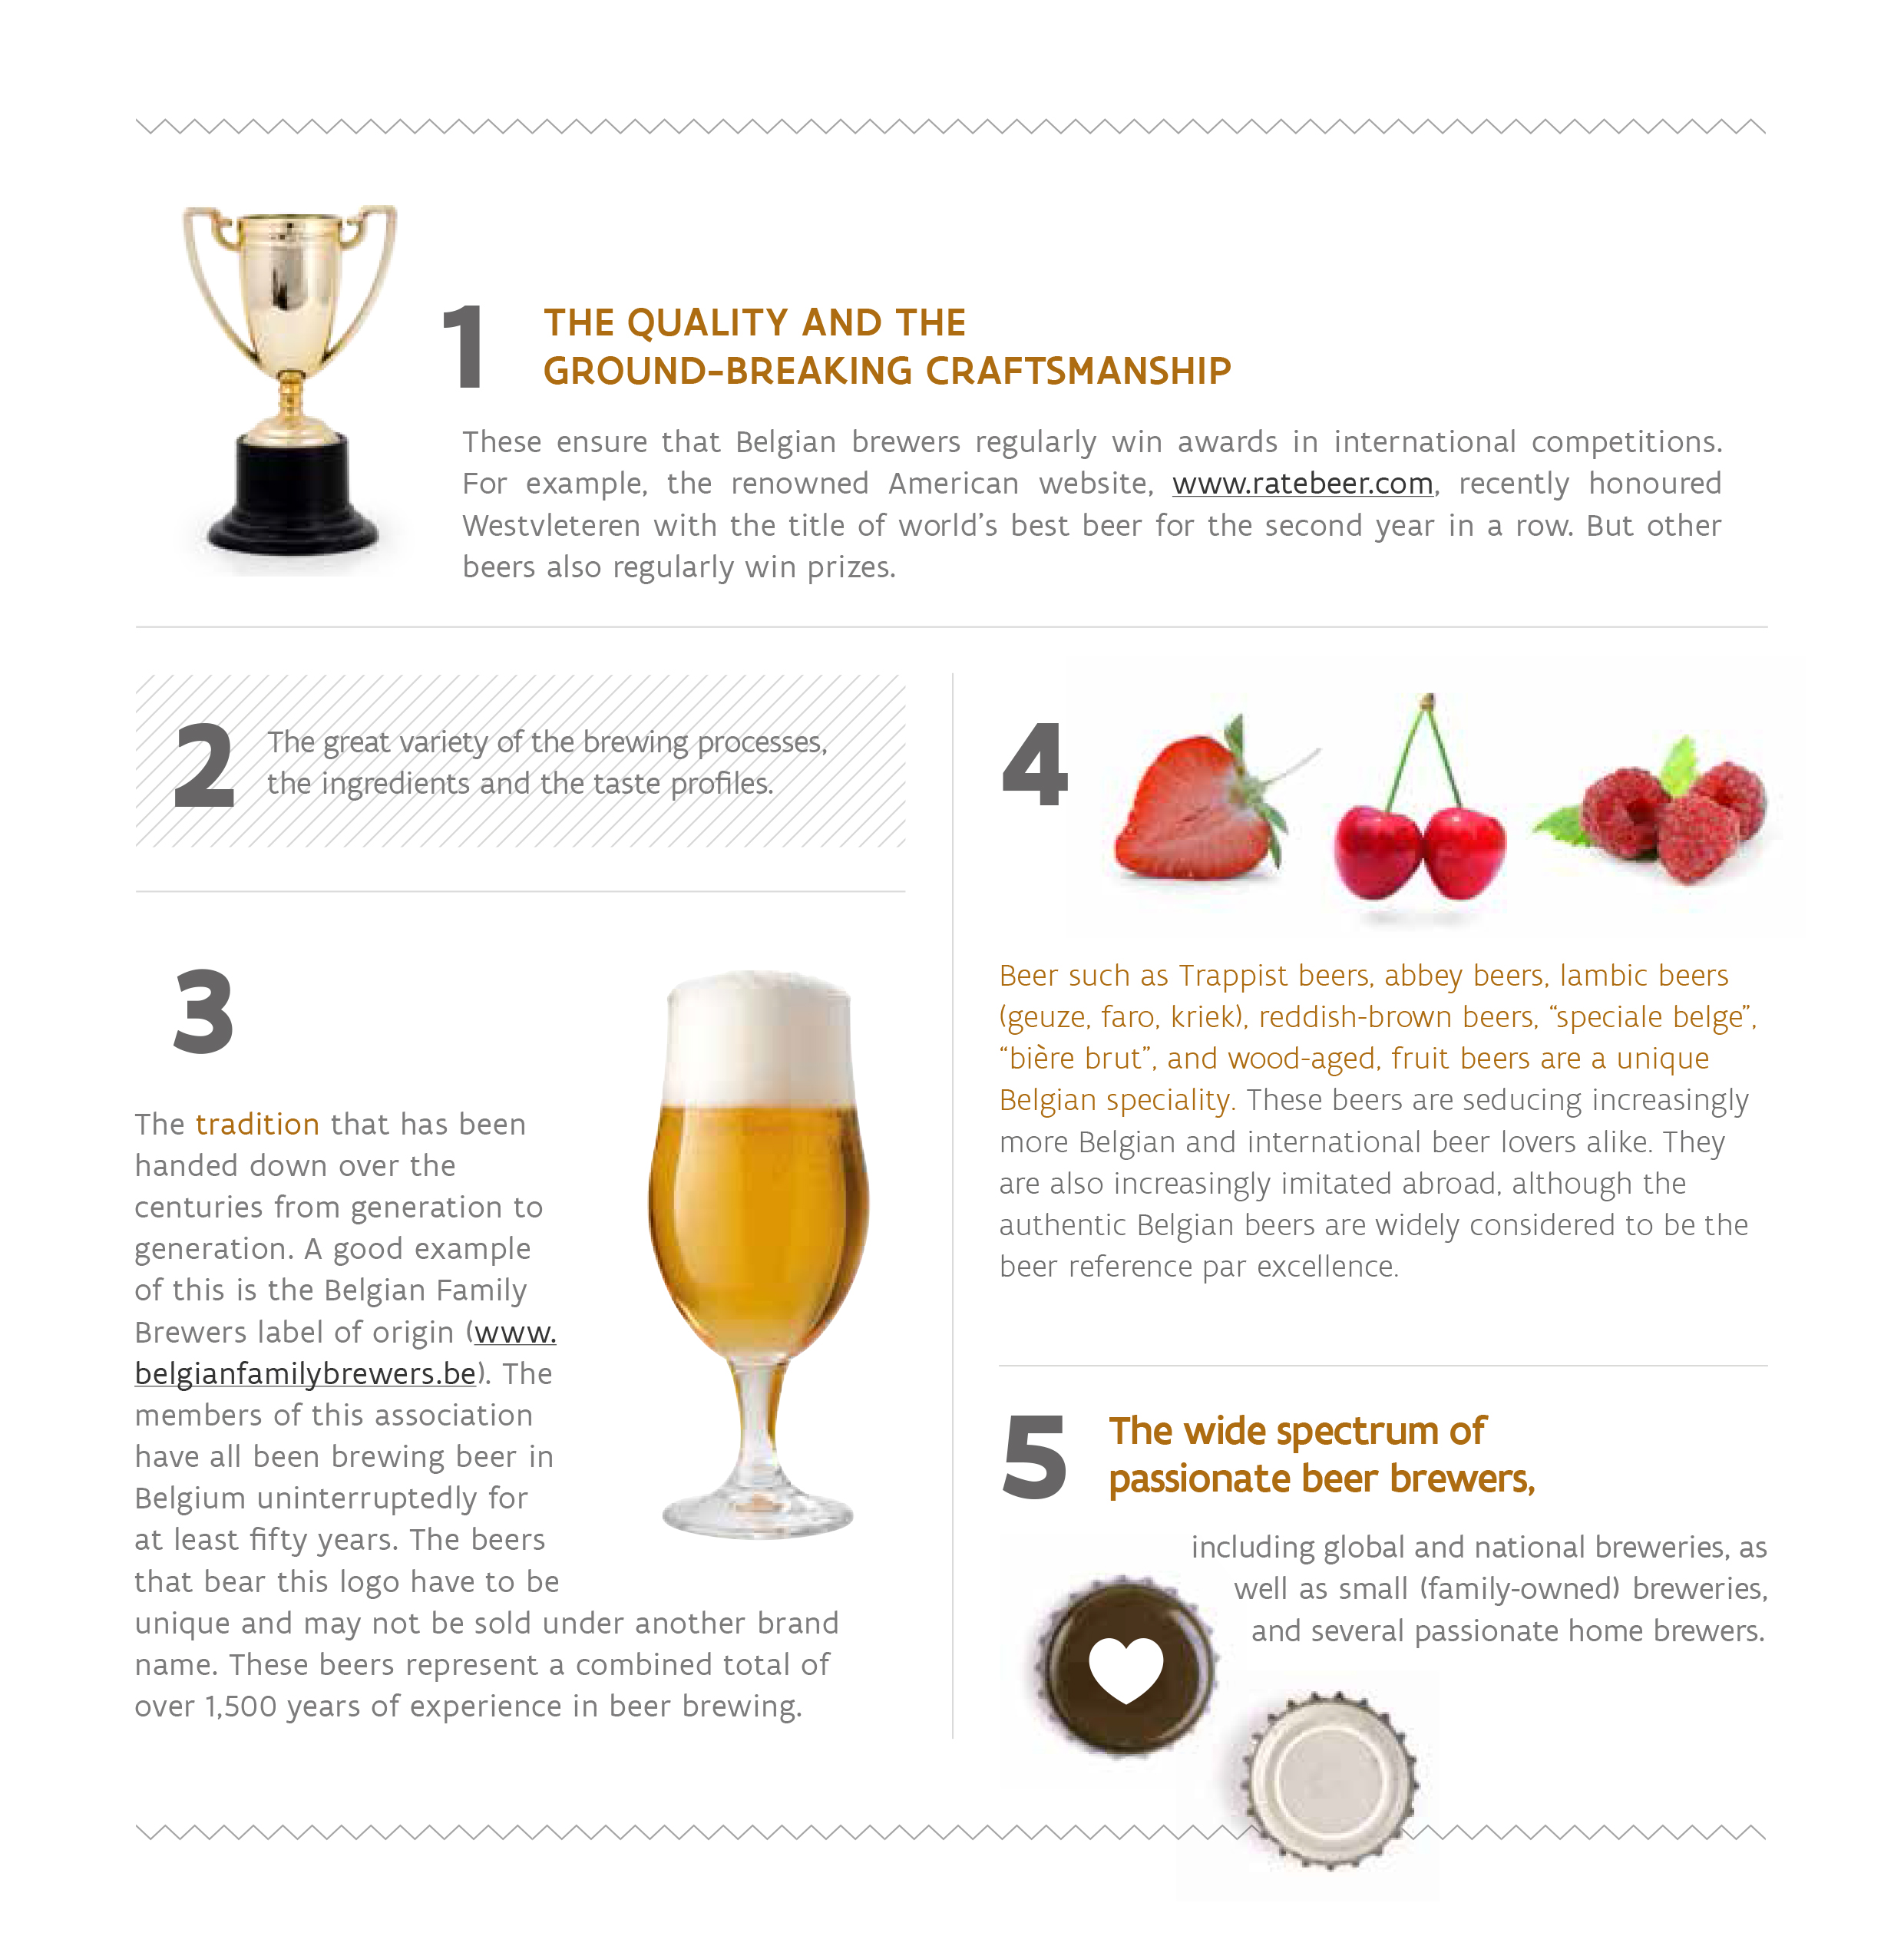 1
THE QUALITY AND THE
GROUND-BREAKING CRAFTSMANSHIP
These ensure that Belgian brewers regularly win awards in international competitions.
For example, the renowned American website, www.ratebeer.com, recently honoured
Westvleteren with the title of world's best beer for the second year in a row. But other
beers also regularly win prizes.
2
The great variety of the brewing processes,
the ingredients and the taste profiles.
3
The tradition that has been
handed down over the
centuries from generation to
generation. A good example
of this is the Belgian Family
Brewers label of origin (www.
belgianfamilybrewers.be). The
members of this association
have all been brewing beer in
Belgium uninterruptedly for
at least fifty years. The beers
that bear this logo have to be
unique and may not be sold under another brand
name. These beers represent a combined total of
over 1,500 years of experience in beer brewing.
4
Beer such as Trappist beers, abbey beers, lambic beers
(geuze, faro, kriek), reddish-brown beers, “speciale belge”,
“bière brut”, and wood-aged, fruit beers are a unique
Belgian speciality. These beers are seducing increasingly
more Belgian and international beer lovers alike. They
are also increasingly imitated abroad, although the
authentic Belgian beers are widely considered to be the
beer reference par excellence.
5
The wide spectrum of
passionate beer brewers,
including global and national breweries, as
well as small (family-owned) breweries,
and several passionate home brewers.